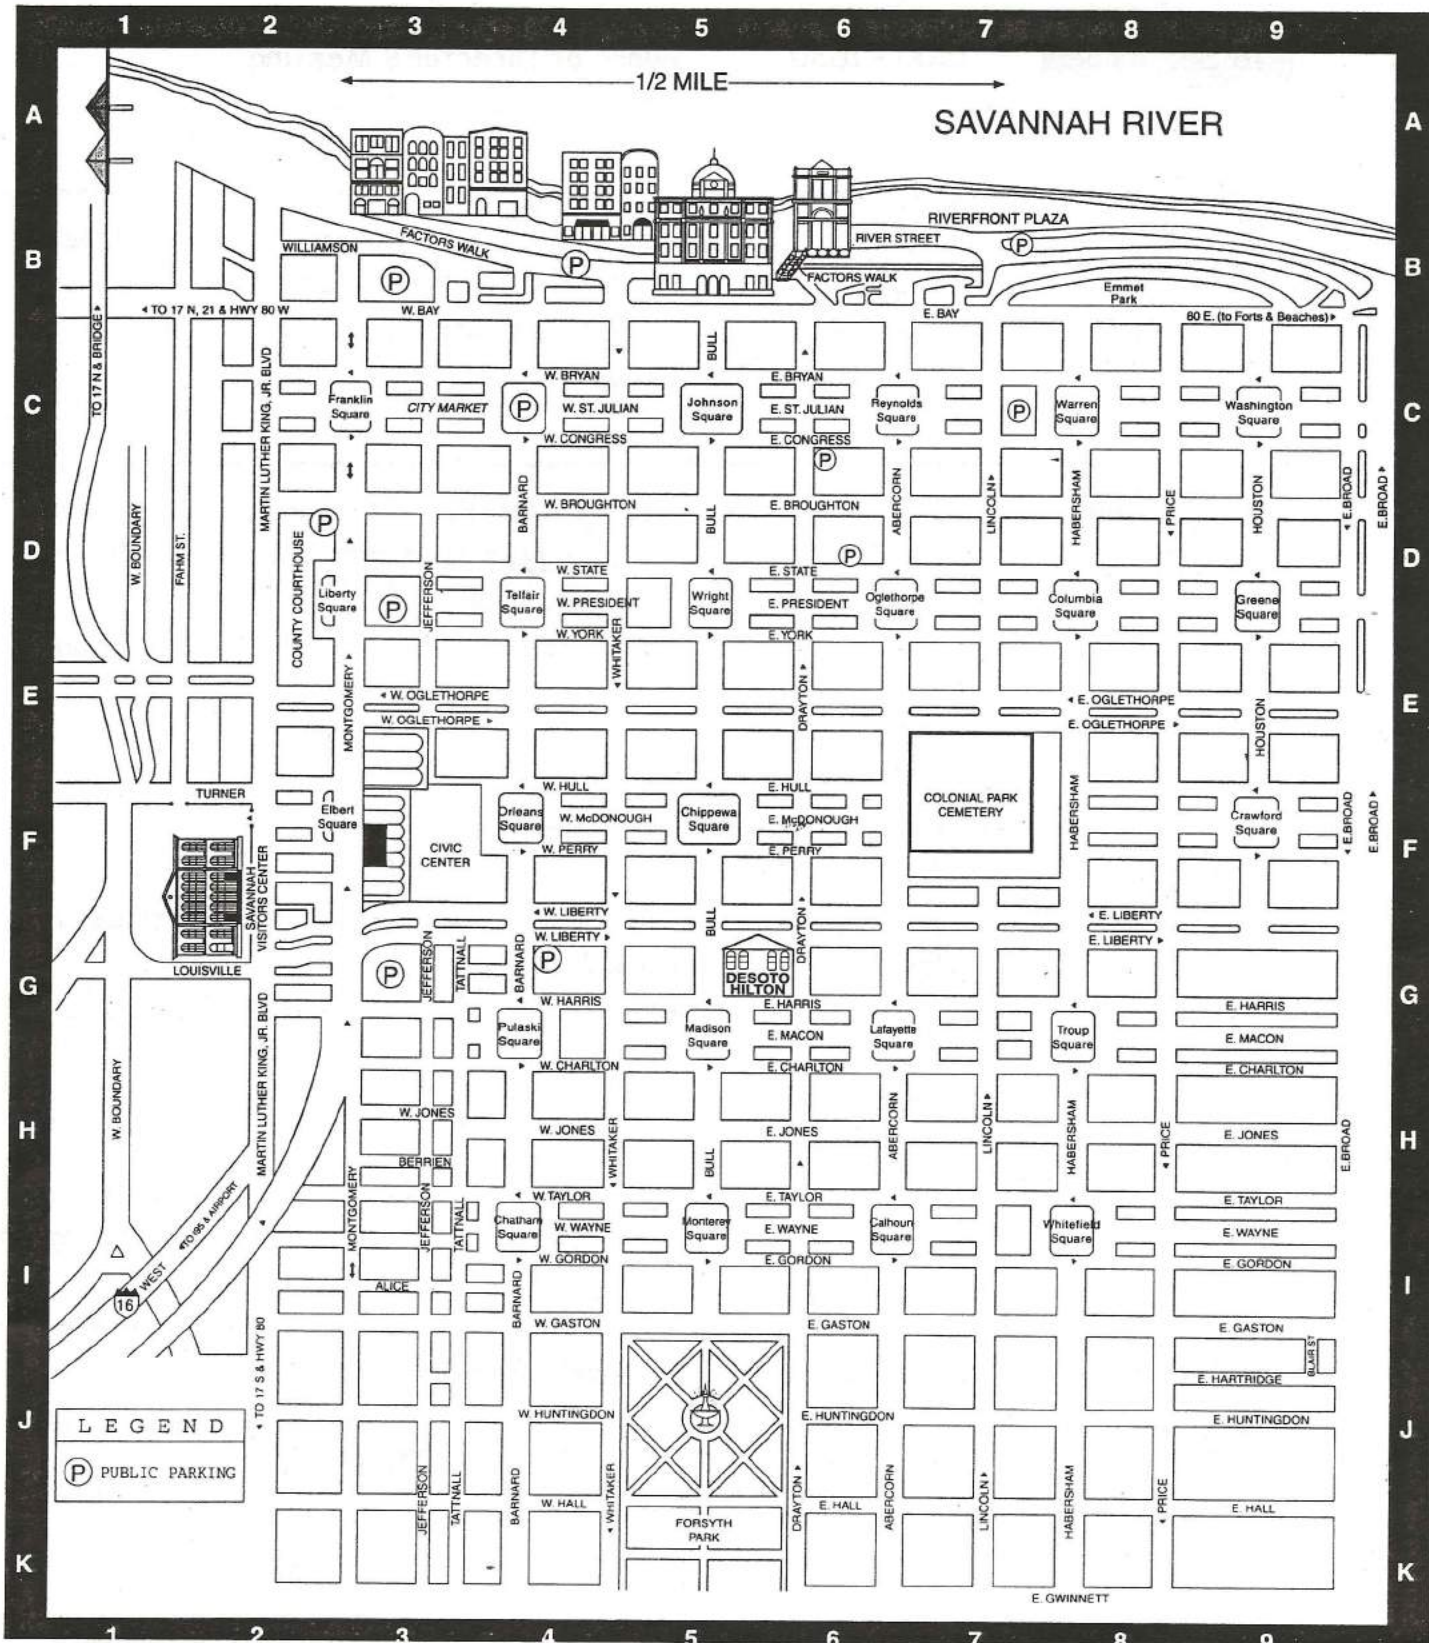 1 2 3 4 5 6 7 8 9
A
1/2 MILE
SAVANNAH RIVER
A
RIVERFRONT PLAZA
RIVER STREET
P
B
WILLIAMSON
FACTORS WALK
P
P
FACTORS WALK
Emmet
Park
B
TO 17 N, 21 & HWY 80 W
W. BAY
E. BAY
80 E. (to Forts & Beaches)
TO 17 N & BRIDGE
MARTIN LUTHER KING, JR. BLVD
BULL
W. BRYAN
E. BRYAN
C
Franklin
Square
CITY MARKET
P
W. ST. JULIAN
Johnson
Square
E. ST. JULIAN
Reynolds
Square
P
Warren
Square
Washington
Square
C
W. CONGRESS
E. CONGRESS
P
W. BOUNDARY
FAHM ST.
BARNARD
W. BROUGHTON
BULL
E. BROUGHTON
ABERCORN
LINCOLN
HABERSHAM
PRICE
HOUSTON
E. BROAD
E. BROAD
D
P
P
D
COUNTY COURTHOUSE
W. STATE
E. STATE
Liberty
Square
P
JEFFERSON
Telfair
Square
W. PRESIDENT
Wright
Square
E. PRESIDENT
Oglethorpe
Square
Columbia
Square
Greene
Square
W. YORK
E. YORK
WHITAKER
E
MONTGOMERY
W. OGLETHORPE
DRAYTON
E. OGLETHORPE
E
W. OGLETHORPE
E. OGLETHORPE
HOUSTON
TURNER
W. HULL
E. HULL
Elbert
Square
Orleans
Square
W. McDONOUGH
Chippewa
Square
E. McDONOUGH
COLONIAL PARK
CEMETERY
HABERSHAM
Crawford
Square
E. BROAD
E. BROAD
F
CIVIC
CENTER
W. PERRY
E. PERRY
F
SAVANNAH
VISITORS CENTER
W. LIBERTY
BULL
DRAYTON
E. LIBERTY
W. LIBERTY
E. LIBERTY
LOUISVILLE
P
JEFFERSON
TATTNALL
BARNARD
P
DRAYTON
DESOTO
HILTON
G
MARTIN LUTHER KING, JR. BLVD
W. HARRIS
E. HARRIS
E. HARRIS
G
Pulaski
Square
Madison
Square
E. MACON
Lafayette
Square
Troup
Square
E. MACON
W. CHARLTON
E. CHARLTON
E. CHARLTON
W. BOUNDARY
W. JONES
ABERCORN
LINCOLN
HABERSHAM
H
W. JONES
E. JONES
E. JONES
H
BERRIEN
WHITAKER
BULL
PRICE
E. BROAD
MONTGOMERY
JEFFERSON
TATTNALL
W. TAYLOR
E. TAYLOR
E. TAYLOR
TO I95 & AIRPORT
Chatham
Square
W. WAYNE
Monterey
Square
E. WAYNE
Calhoun
Square
Whitefield
Square
E. WAYNE
W. GORDON
E. GORDON
E. GORDON
I
WEST
16
ALICE
BARNARD
I
W. GASTON
E. GASTON
E. GASTON
TO 17 S & HWY 80
BLAIR ST
E. HARTRIDGE
W. HUNTINGDON
E. HUNTINGDON
E. HUNTINGDON
J
LEGEND
J
P PUBLIC PARKING
JEFFERSON
TATTNALL
BARNARD
WHITAKER
DRAYTON
ABERCORN
LINCOLN
HABERSHAM
PRICE
W. HALL
E. HALL
E. HALL
FORSYTH
PARK
K
K
E. GWINNETT
1 2 3 4 5 6 7 8 9